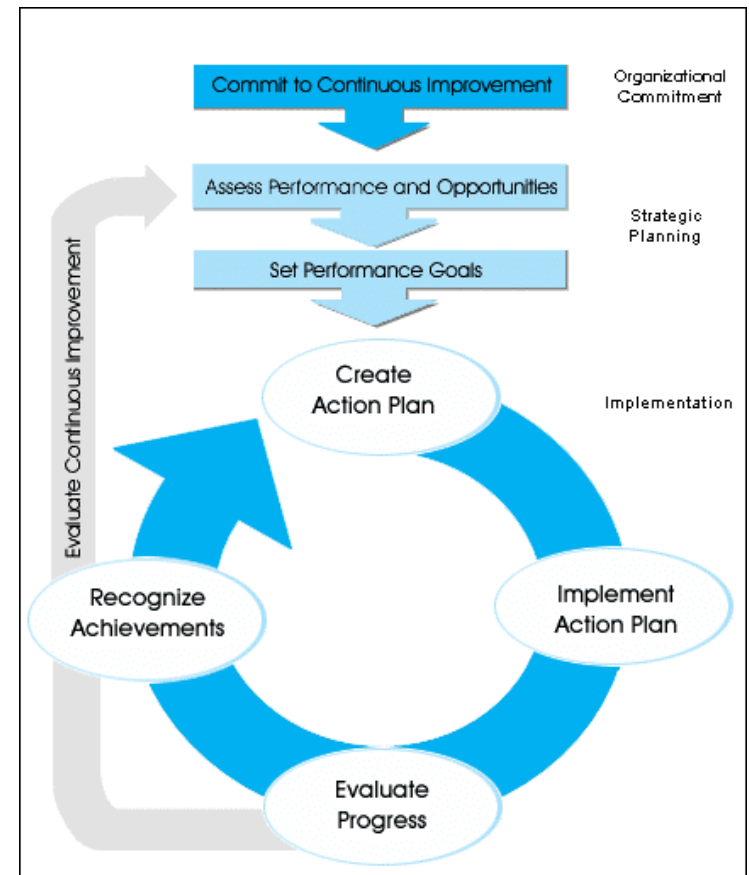 Commit to Continuous Improvement
Organizational
Commitment
Assess Performance and Opportunities
Strategic
Planning
Set Performance Goals
Create
Action Plan
Implementation
Evaluate Continuous Improvement
Recognize
Achievements
Implement
Action Plan
Evaluate
Progress